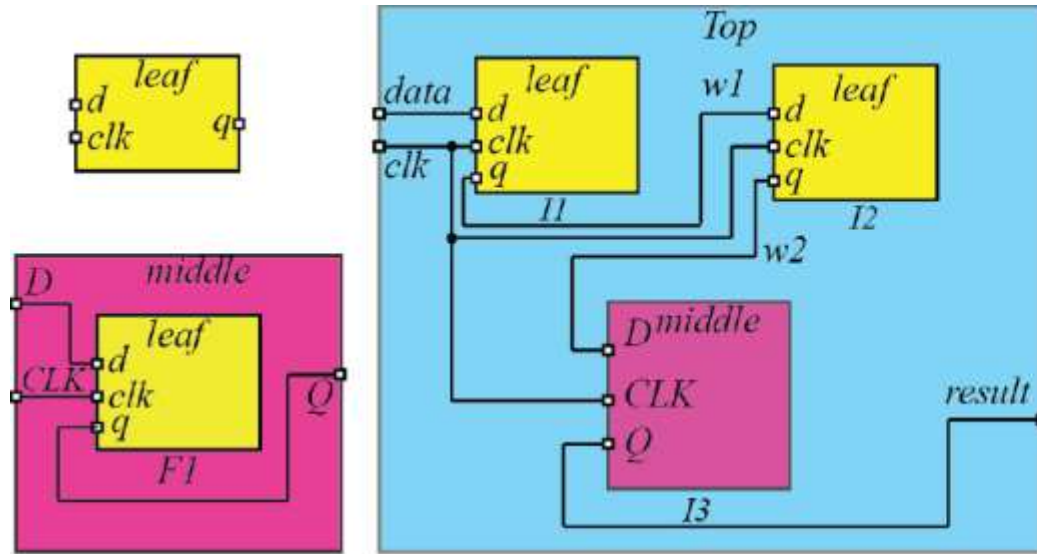 leaf
d
clk
q
middle
D
leaf
d
CLK
clk
q
Q
F1
Top
data
leaf
d
clk
clk
q
I1
w1
leaf
d
clk
q
I2
w2
middle
D
CLK
Q
I3
result